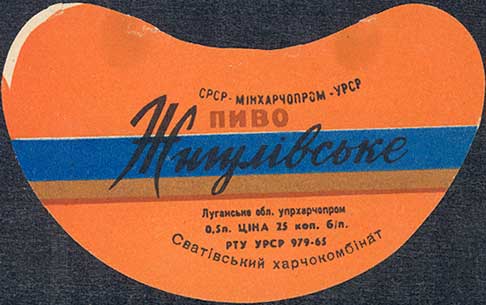 СРСР- МІНХАРЧОПРОМ -УРСР
ПИВО
Жигулівське
Луганське обл. упрхарчопром
0,5л. ЦІНА 25 коп. б/п.
РТУ УРСР 979-65
Сватівський харчокомбінат